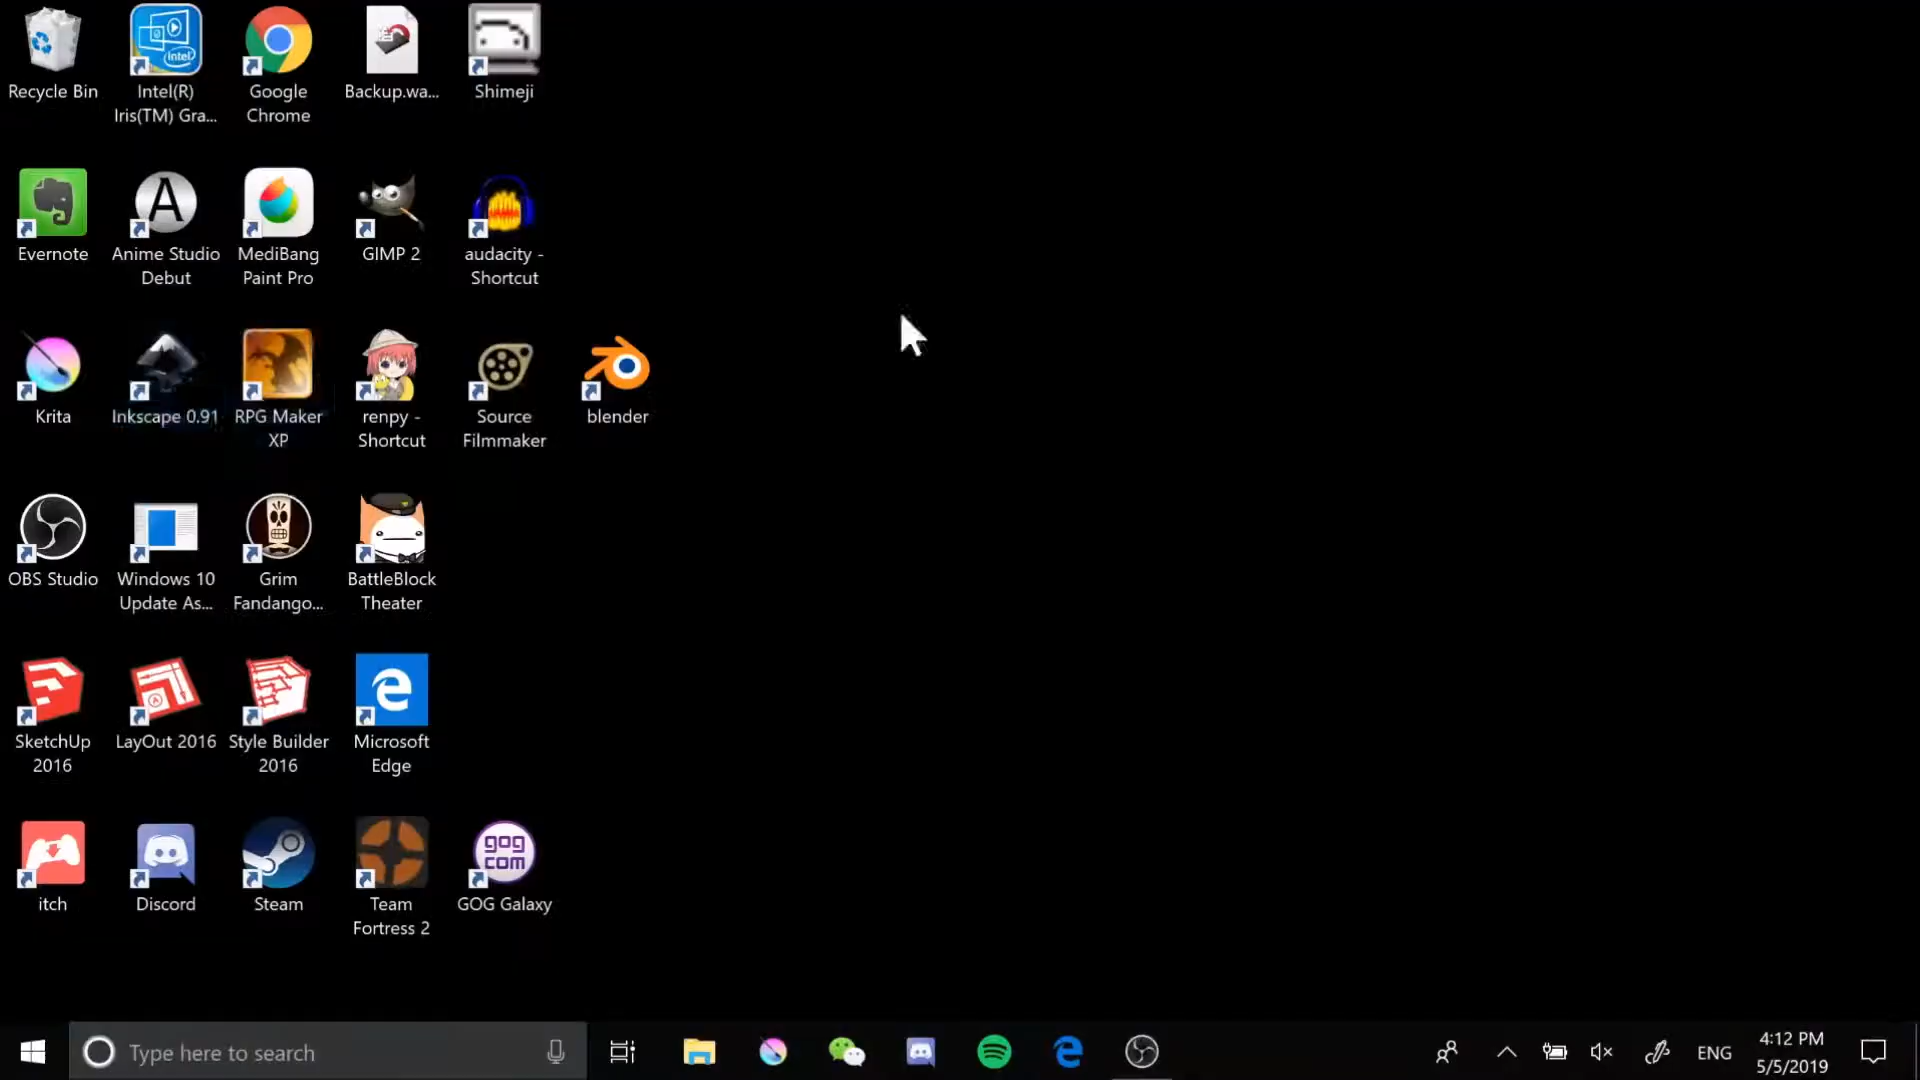 Recycle Bin
Intel(R)
Iris(TM) Gra...
Google
Chrome
Backup.wa...
Shimeji
intel
Evernote
Anime Studio
Debut
MediBang
Paint Pro
GIMP 2
audacity -
Shortcut
Krita
Inkscape 0.91
RPG Maker
XP
renpy -
Shortcut
Source
Filmmaker
blender
OBS Studio
Windows 10
Update As...
Grim
Fandango...
BattleBlock
Theater
SketchUp
2016
LayOut 2016
Style Builder
2016
Microsoft
Edge
itch
Discord
Steam
Team
Fortress 2
gog
com
GOG Galaxy
Type here to search
ENG
4:12 PM
5/5/2019